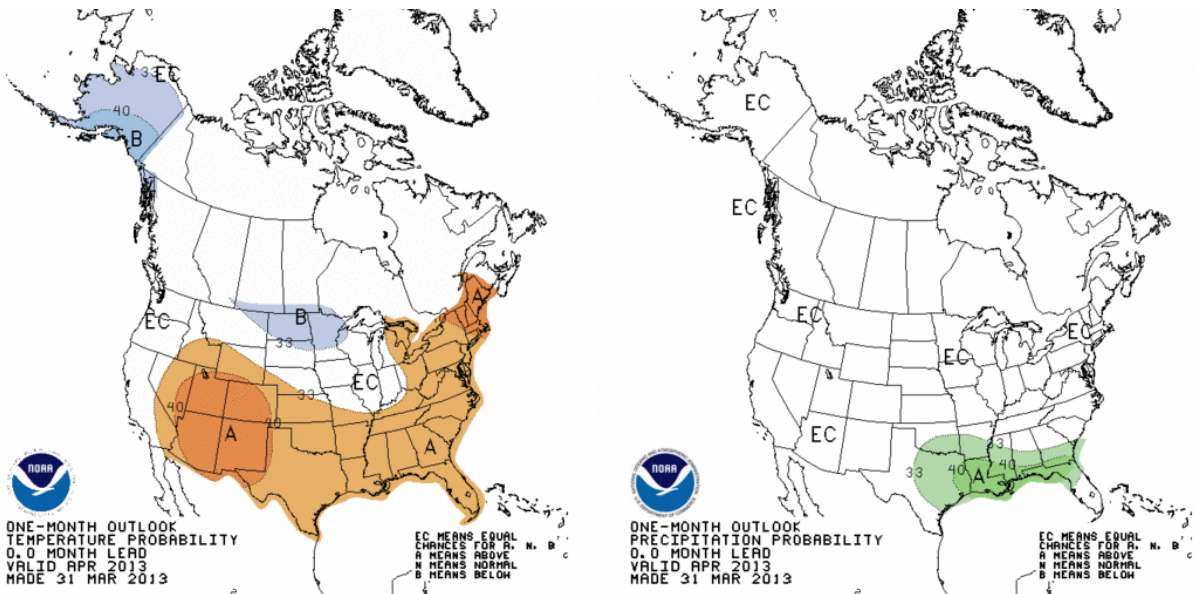 33
EC
40
B
A
B
EC
33
33
EC
40
40
A
A
NOAA
ONE-MONTH OUTLOOK
TEMPERATURE PROBABILITY
0.0 MONTH LEAD
VALID APR 2013
MADE 31 MAR 2013
EC MEANS EQUAL
CHANCES FOR A, N, B
A MEANS ABOVE
N MEANS NORMAL
B MEANS BELOW
EC
EC
EC
EC
EC
EC
33
33
40
40
A
NOAA
ONE-MONTH OUTLOOK
PRECIPITATION PROBABILITY
0.0 MONTH LEAD
VALID APR 2013
MADE 31 MAR 2013
EC MEANS EQUAL
CHANCES FOR A, N, B
A MEANS ABOVE
N MEANS NORMAL
B MEANS BELOW